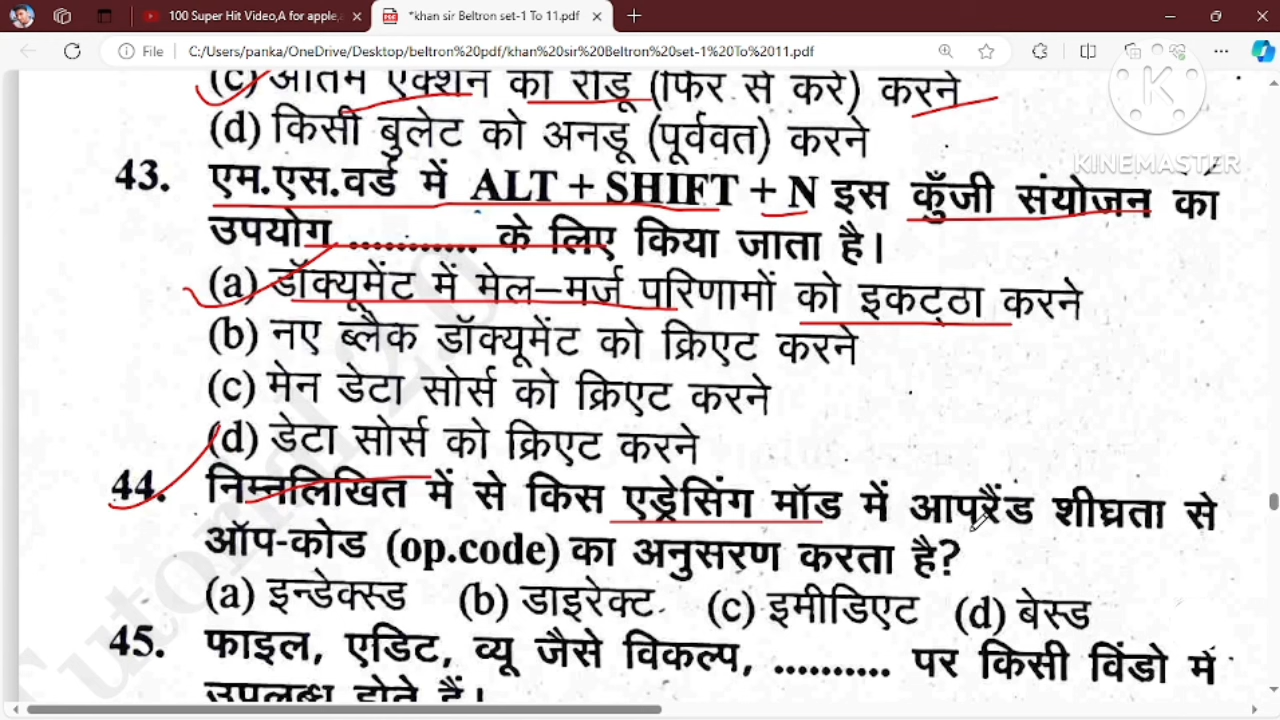 100 Super Hit Video,A for apple,a
*khan sir Beltron set-1 To 11.pdf
File C:/Users/panka/OneDrive/Desktop/beltron%20pdf/khan%20sir%20Beltron%20set-1%20To%2011.pdf
K
KINEMASTER
(c) अंतिम एक्शन को रीडू (फिर से करे) करने
(d) किसी बुलेट को अनडू (पूर्ववत) करने
43. एम.एस.वर्ड में ALT + SHIFT + N इस कुँजी संयोजन का
उपयोग ............ के लिए किया जाता है।
(a) डॉक्यूमेंट में मेल–मर्ज परिणामों को इकट्ठा करने
(b) नए ब्लैक डॉक्यूमेंट को क्रिएट करने
(c) मेन डेटा सोर्स को क्रिएट करने
(d) डेटा सोर्स को क्रिएट करने
44. निम्नलिखित में से किस एड्रेसिंग मॉड में आपरैंड शीघ्रता से
ऑप-कोड (op.code) का अनुसरण करता है?
(a) इन्डेक्स्ड (b) डाइरेक्ट (c) इमीडिएट (d) बेस्ड
45. फाइल, एडिट, व्यू जैसे विकल्प, ........... पर किसी विंडो में
उपलब्ध होते हैं।